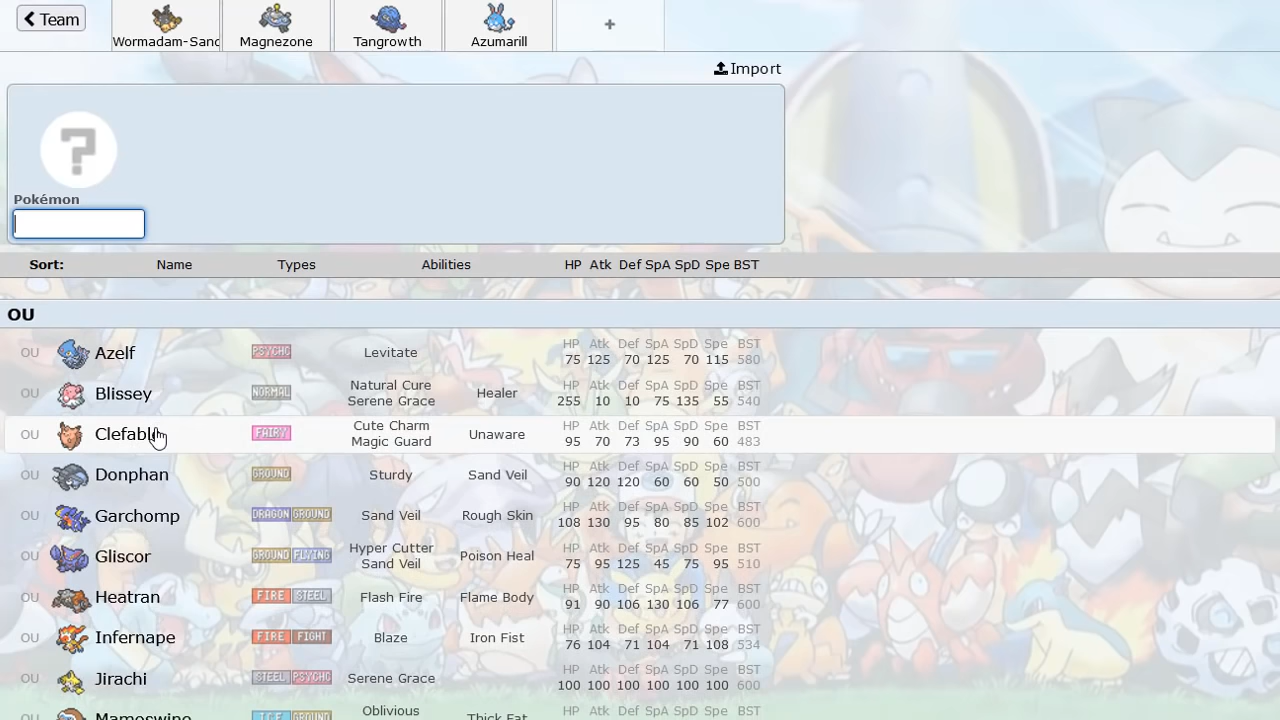 Team
Wormadam-Sand
Magnezone
Tangrowth
Azumarill
+
Import
?
Pokémon
Sort: Name Types Abilities HP Atk Def SpA SpD Spe BST
OU
OU Azelf PSYCHC Levitate HP 75 Atk 125 Def 70 SpA 125 SpD 70 Spe 115 BST 580
OU Blissey NORMAL Natural Cure Serene Grace Healer HP 255 Atk 10 Def 10 SpA 75 SpD 135 Spe 55 BST 540
OU Clefable FAIRY Cute Charm Magic Guard Unaware HP 95 Atk 70 Def 73 SpA 95 SpD 90 Spe 60 BST 483
OU Donphan GROUND Sturdy Sand Veil HP 90 Atk 120 Def 120 SpA 60 SpD 60 Spe 50 BST 500
OU Garchomp DRAGON GROUND Sand Veil Rough Skin HP 108 Atk 130 Def 95 SpA 80 SpD 85 Spe 102 BST 600
OU Gliscor GROUND FLYING Hyper Cutter Sand Veil Poison Heal HP 75 Atk 95 Def 125 SpA 45 SpD 75 Spe 95 BST 510
OU Heatran FIRE STEEL Flash Fire Flame Body HP 91 Atk 90 Def 106 SpA 130 SpD 106 Spe 77 BST 600
OU Infernape FIRE FIGHT Blaze Iron Fist HP 76 Atk 104 Def 71 SpA 104 SpD 71 Spe 108 BST 534
OU Jirachi STEEL PSYCHC Serene Grace HP 100 Atk 100 Def 100 SpA 100 SpD 100 Spe 100 BST 600
OU Mamoswine ICE GROUND Oblivious Thick Fat HP Atk Def SpA SpD Spe BST